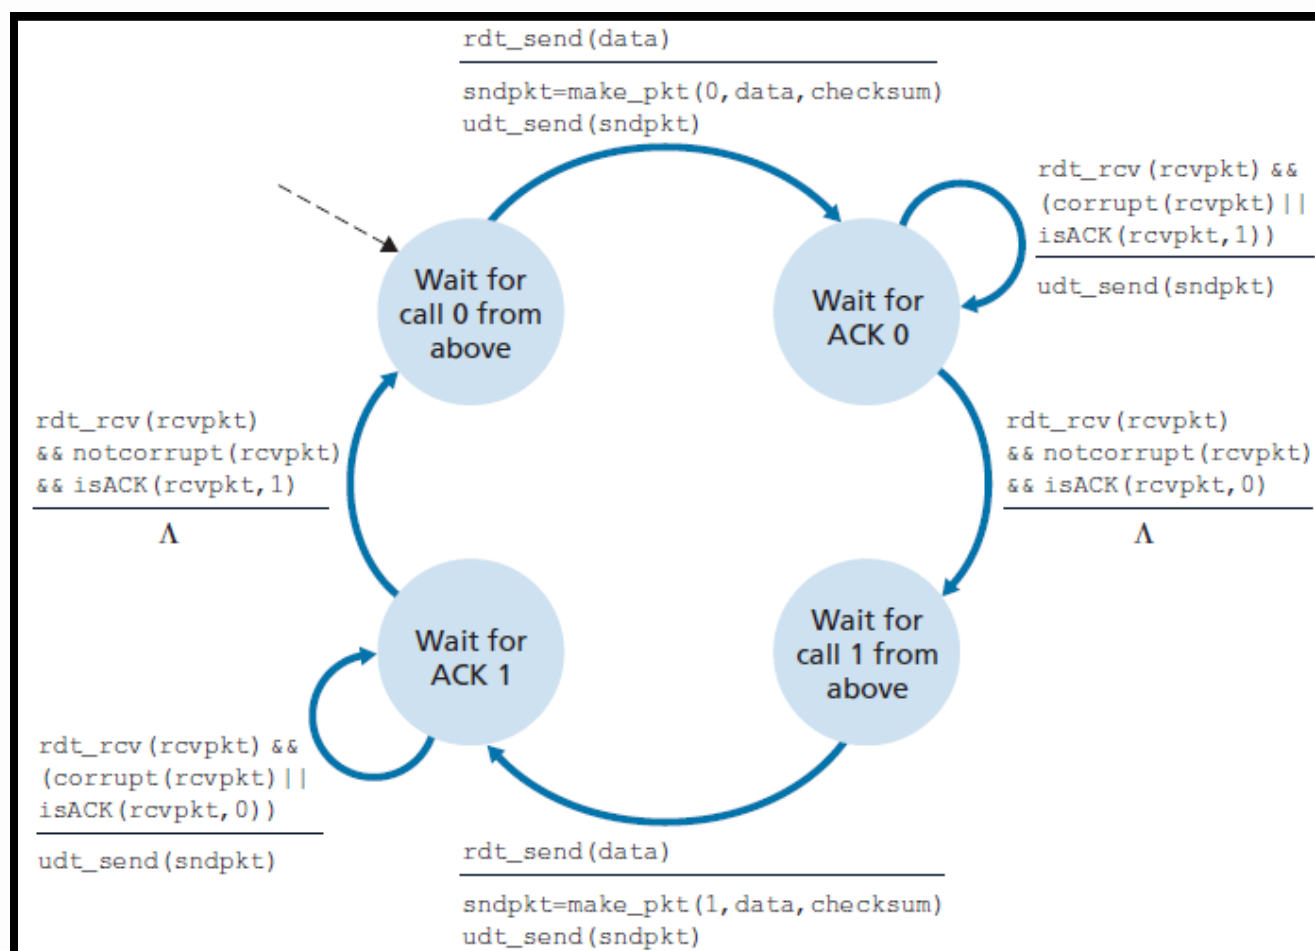 rdt_send(data)
sndpkt=make_pkt(0,data,checksum)
udt_send(sndpkt)
rdt_rcv(rcvpkt) &&
(corrupt(rcvpkt)||
isACK(rcvpkt,1))
udt_send(sndpkt)
Wait for
call 0 from
above
Wait for
ACK 0
rdt_rcv(rcvpkt)
&& notcorrupt(rcvpkt)
&& isACK(rcvpkt,1)
Λ
rdt_rcv(rcvpkt)
&& notcorrupt(rcvpkt)
&& isACK(rcvpkt,0)
Λ
Wait for
ACK 1
Wait for
call 1 from
above
rdt_rcv(rcvpkt) &&
(corrupt(rcvpkt)||
isACK(rcvpkt,0))
udt_send(sndpkt)
rdt_send(data)
sndpkt=make_pkt(1,data,checksum)
udt_send(sndpkt)